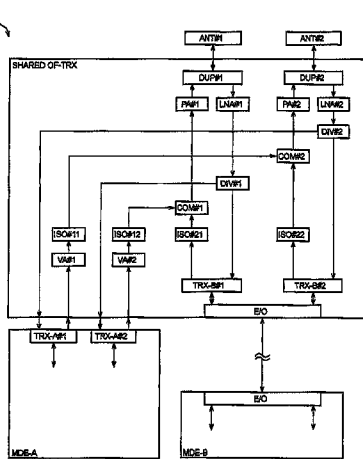 ANT#1 ANT#2
SHARED OF-TRX
DUP#1 DUP#2
PA#1 LNA#1 PA#2 LNA#2
DIV#2
COM#2
DIV#1
COM#1
ISO#11 ISO#12 ISO#21 ISO#22
VA#1 VA#2
TRX-B#1 TRX-B#2
E/O
TRX-A#1 TRX-A#2
E/O
MDE-A MDE-B